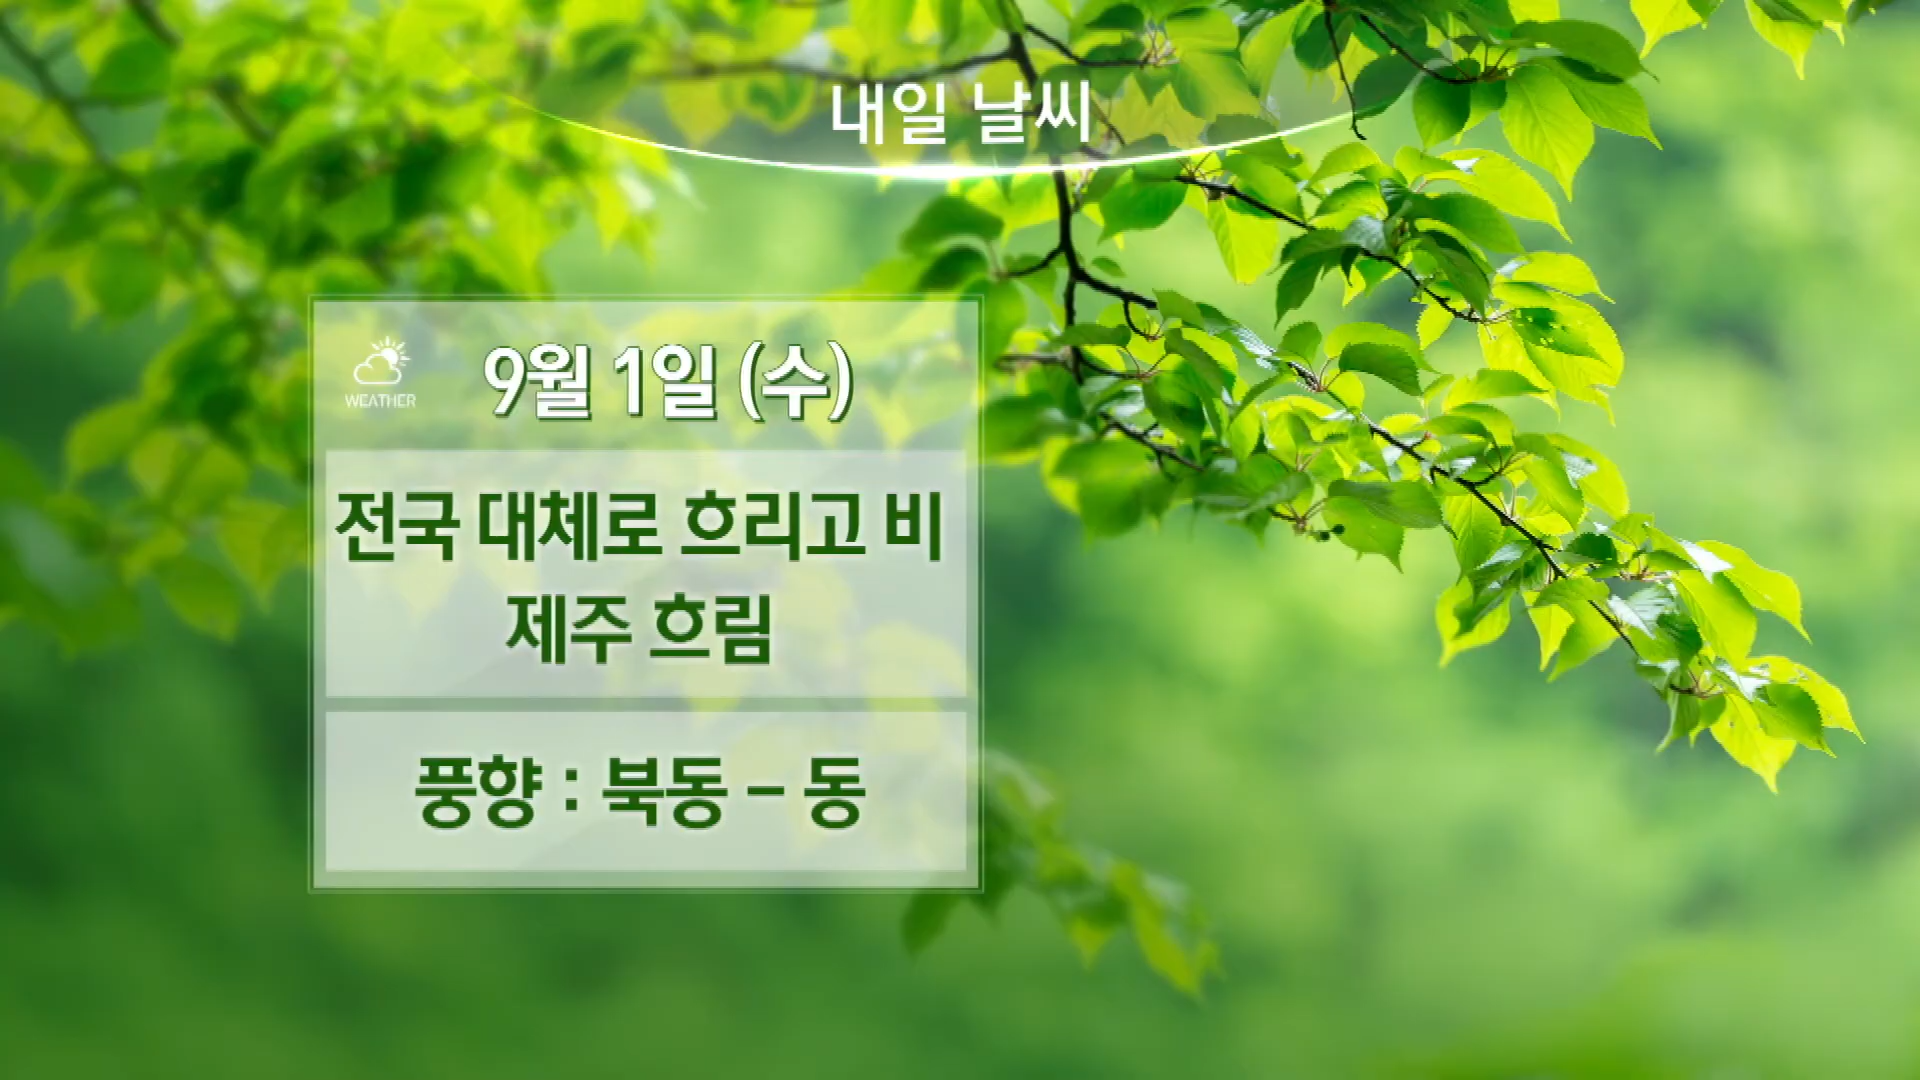 내일 날씨
WEATHER
9월 1일 (수)
전국 대체로 흐리고 비
제주 흐림
풍향 : 북동 - 동